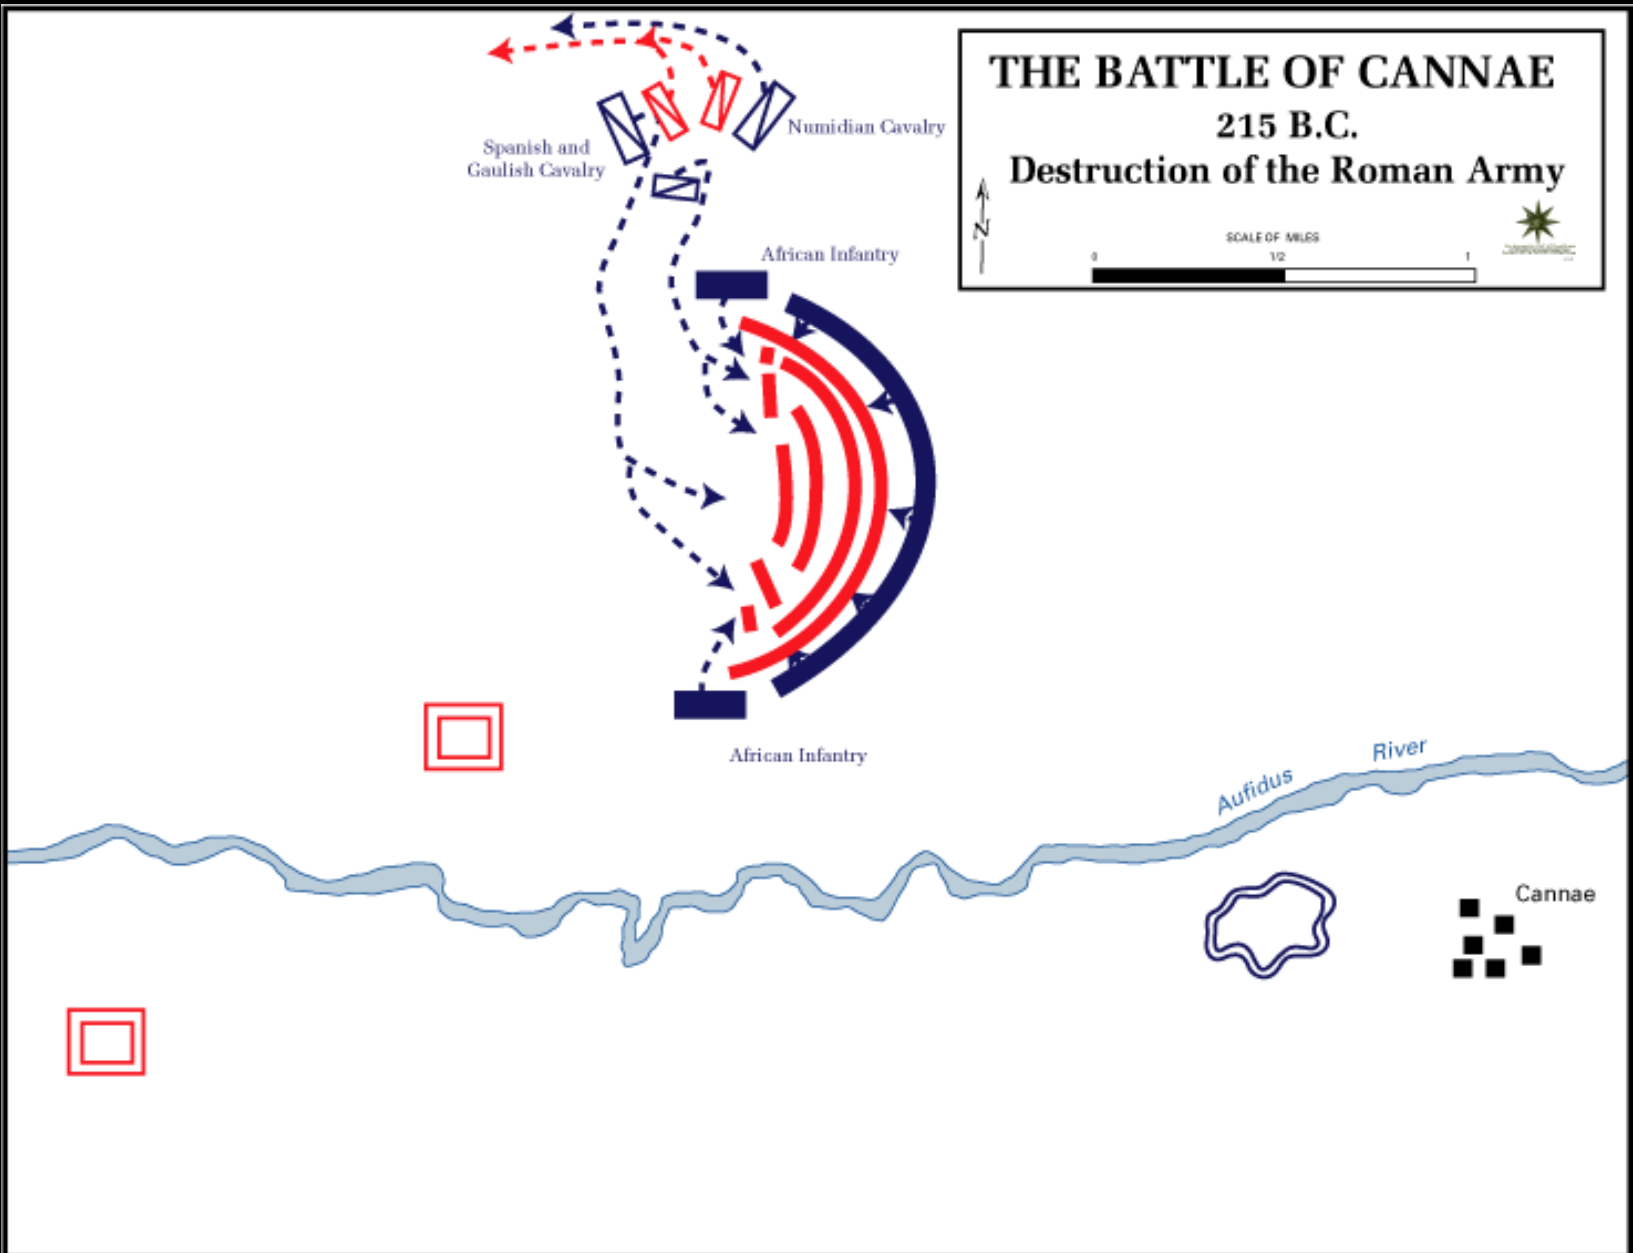 THE BATTLE OF CANNAE
215 B.C.
Destruction of the Roman Army
N
SCALE OF MILES
0 1/2 1
Numidian Cavalry
Spanish and
Gaulish Cavalry
African Infantry
African Infantry
Aufidus River
Cannae